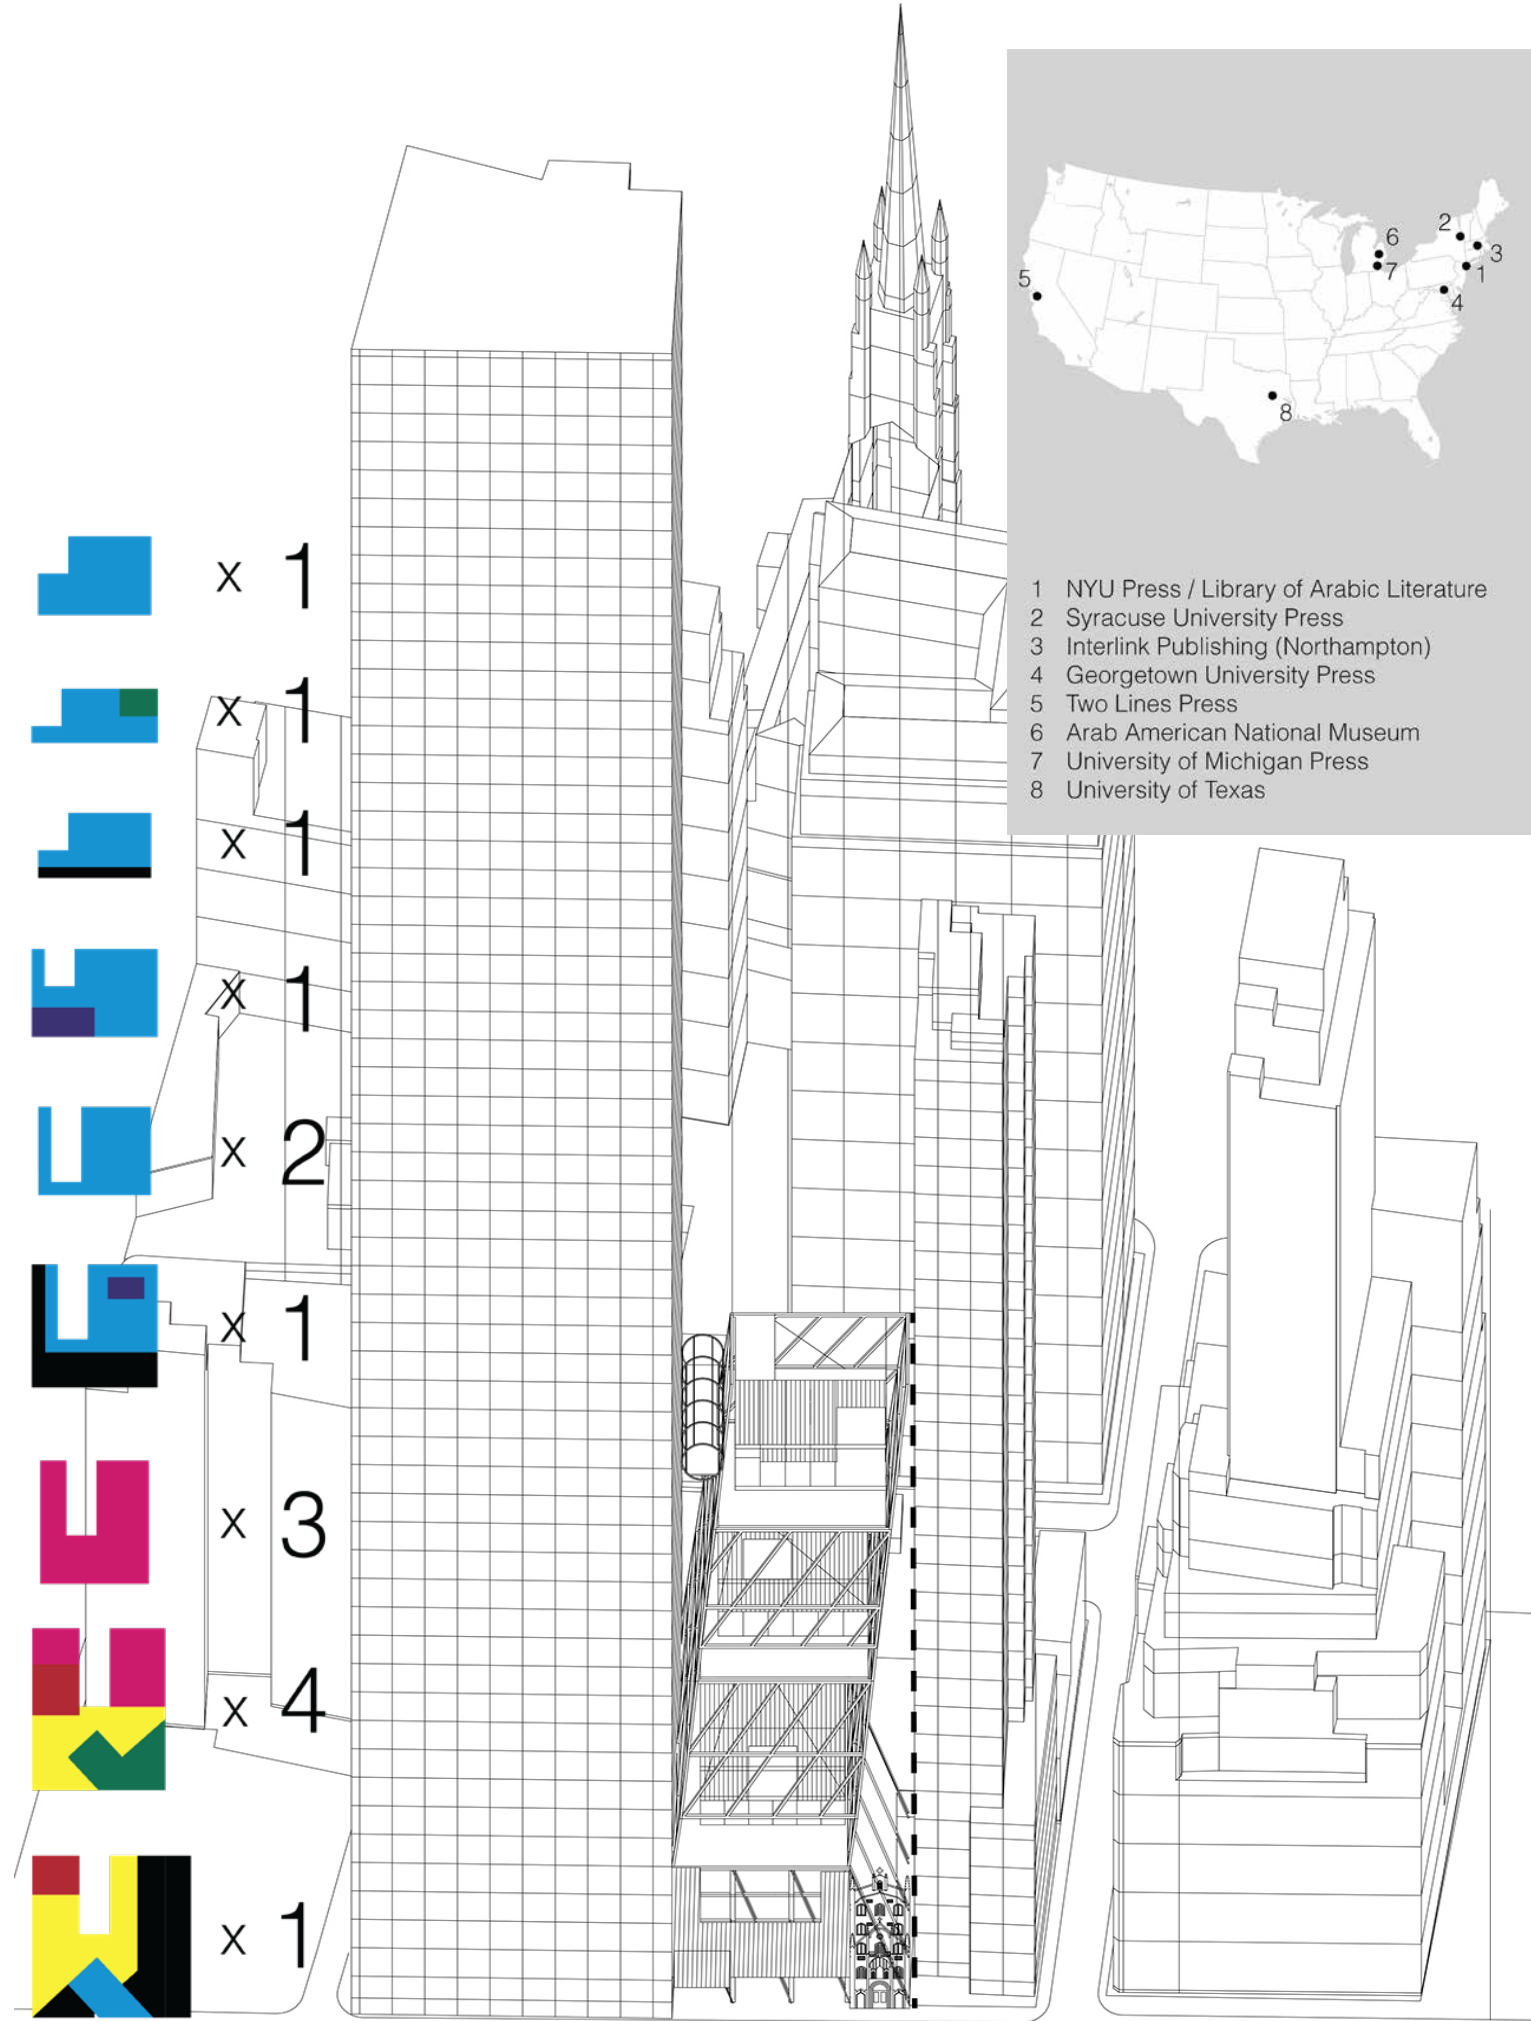 x 1
x 1
x 1
x 1
x 2
x 1
x 3
x 4
x 1
5
6
7
2
3
1
4
8
1 NYU Press / Library of Arabic Literature
2 Syracuse University Press
3 Interlink Publishing (Northampton)
4 Georgetown University Press
5 Two Lines Press
6 Arab American National Museum
7 University of Michigan Press
8 University of Texas